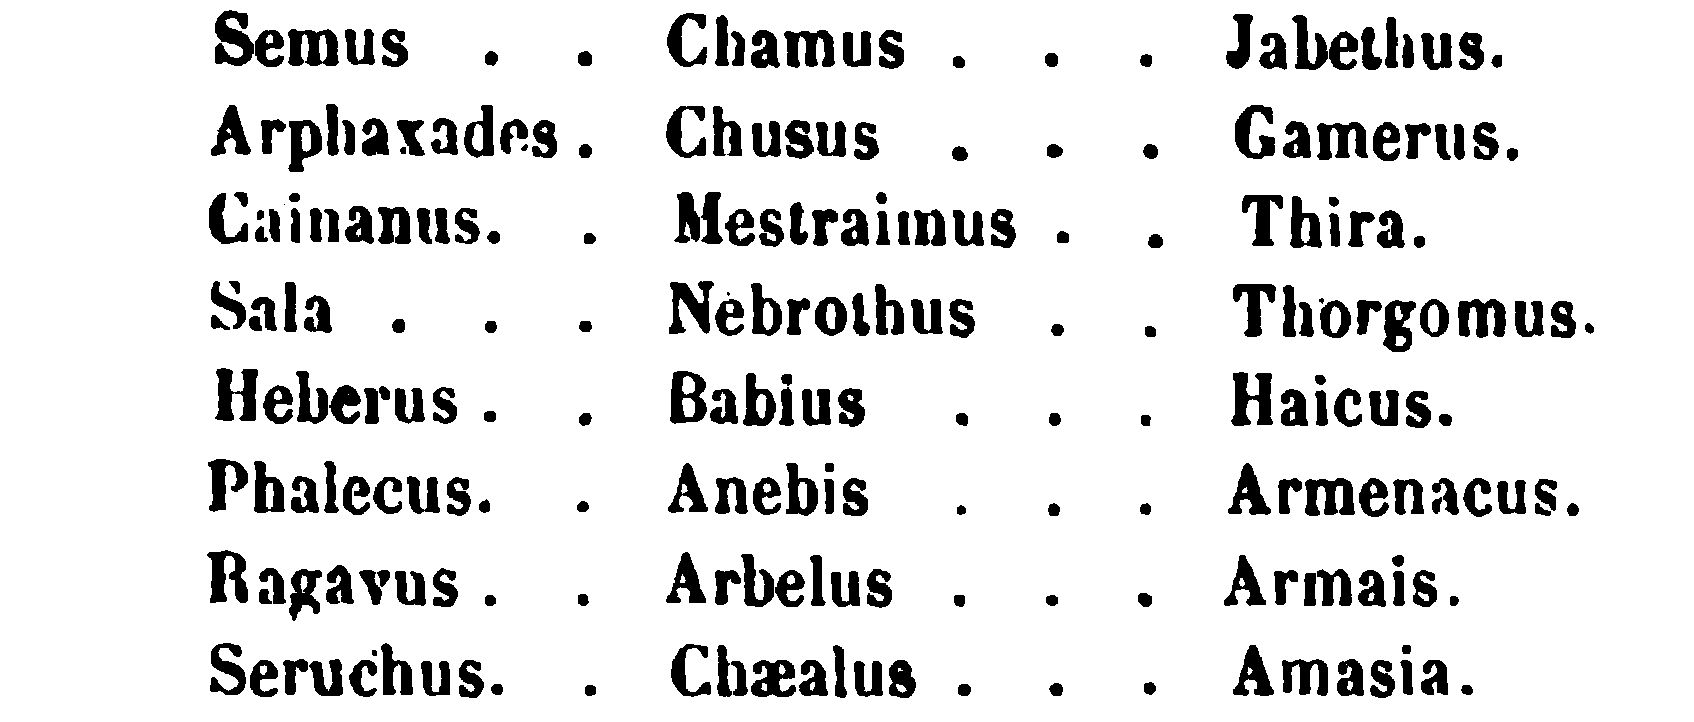 Semus . . Chamus . . . Jabethus.
Arphaxades . Chusus . . . Gamerus.
Cainanus. . Mestraimus . . Thira.
Sala . . . Nebrothus . . Thorgomus.
Heberus . . Babius . . . Haicus.
Phalecus. . Anebis . . . Armenacus.
Ragavus . . Arbelus . . . Armais.
Seruchus. . Chæalus . . . Amasia.